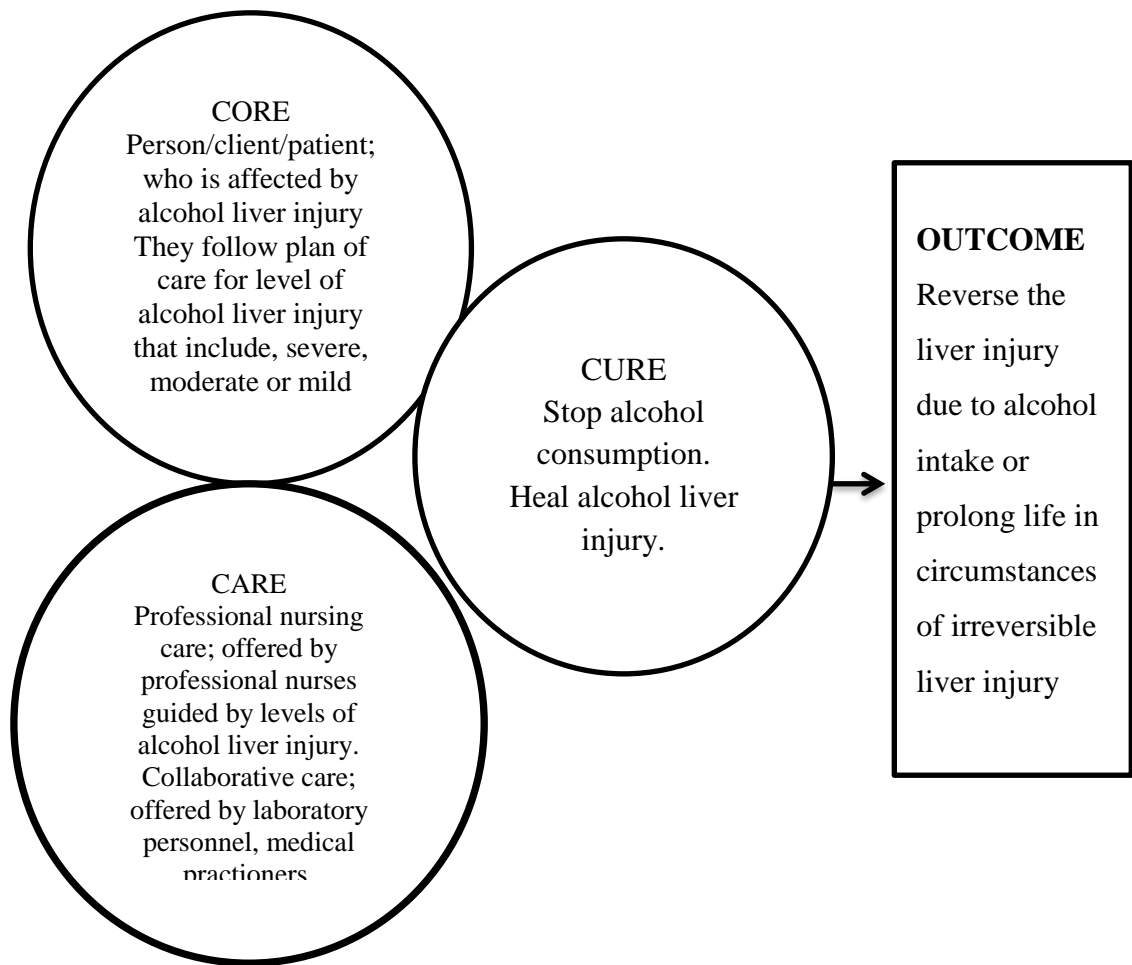 CORE
Person/client/patient;
who is affected by
alcohol liver injury
They follow plan of
care for level of
alcohol liver injury
that include, severe,
moderate or mild
CURE
Stop alcohol
consumption.
Heal alcohol liver
injury.
OUTCOME
Reverse the
liver injury
due to alcohol
intake or
prolong life in
circumstances
of irreversible
liver injury
CARE
Professional nursing
care; offered by
professional nurses
guided by levels of
alcohol liver injury.
Collaborative care;
offered by laboratory
personnel, medical
practioners